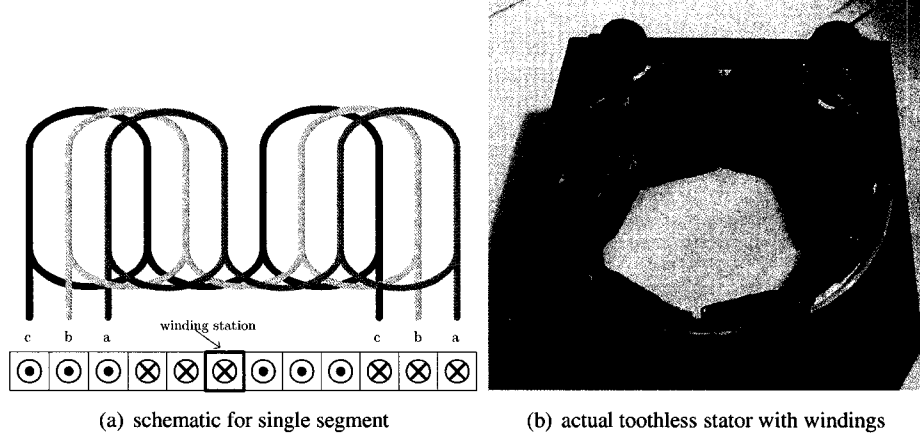 winding station
c b a c b a
(a) schematic for single segment
(b) actual toothless stator with windings